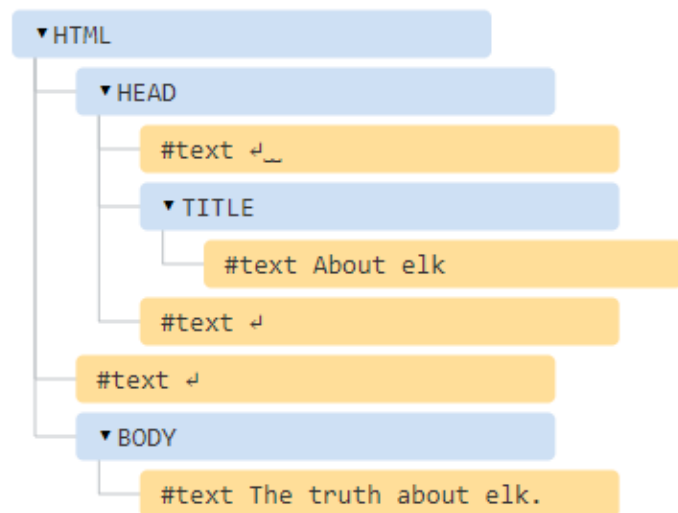 ▾HTML
▾HEAD
#text ↵␣␣
▾TITLE
#text About elk
#text ↵
#text ↵
▾BODY
#text The truth about elk.